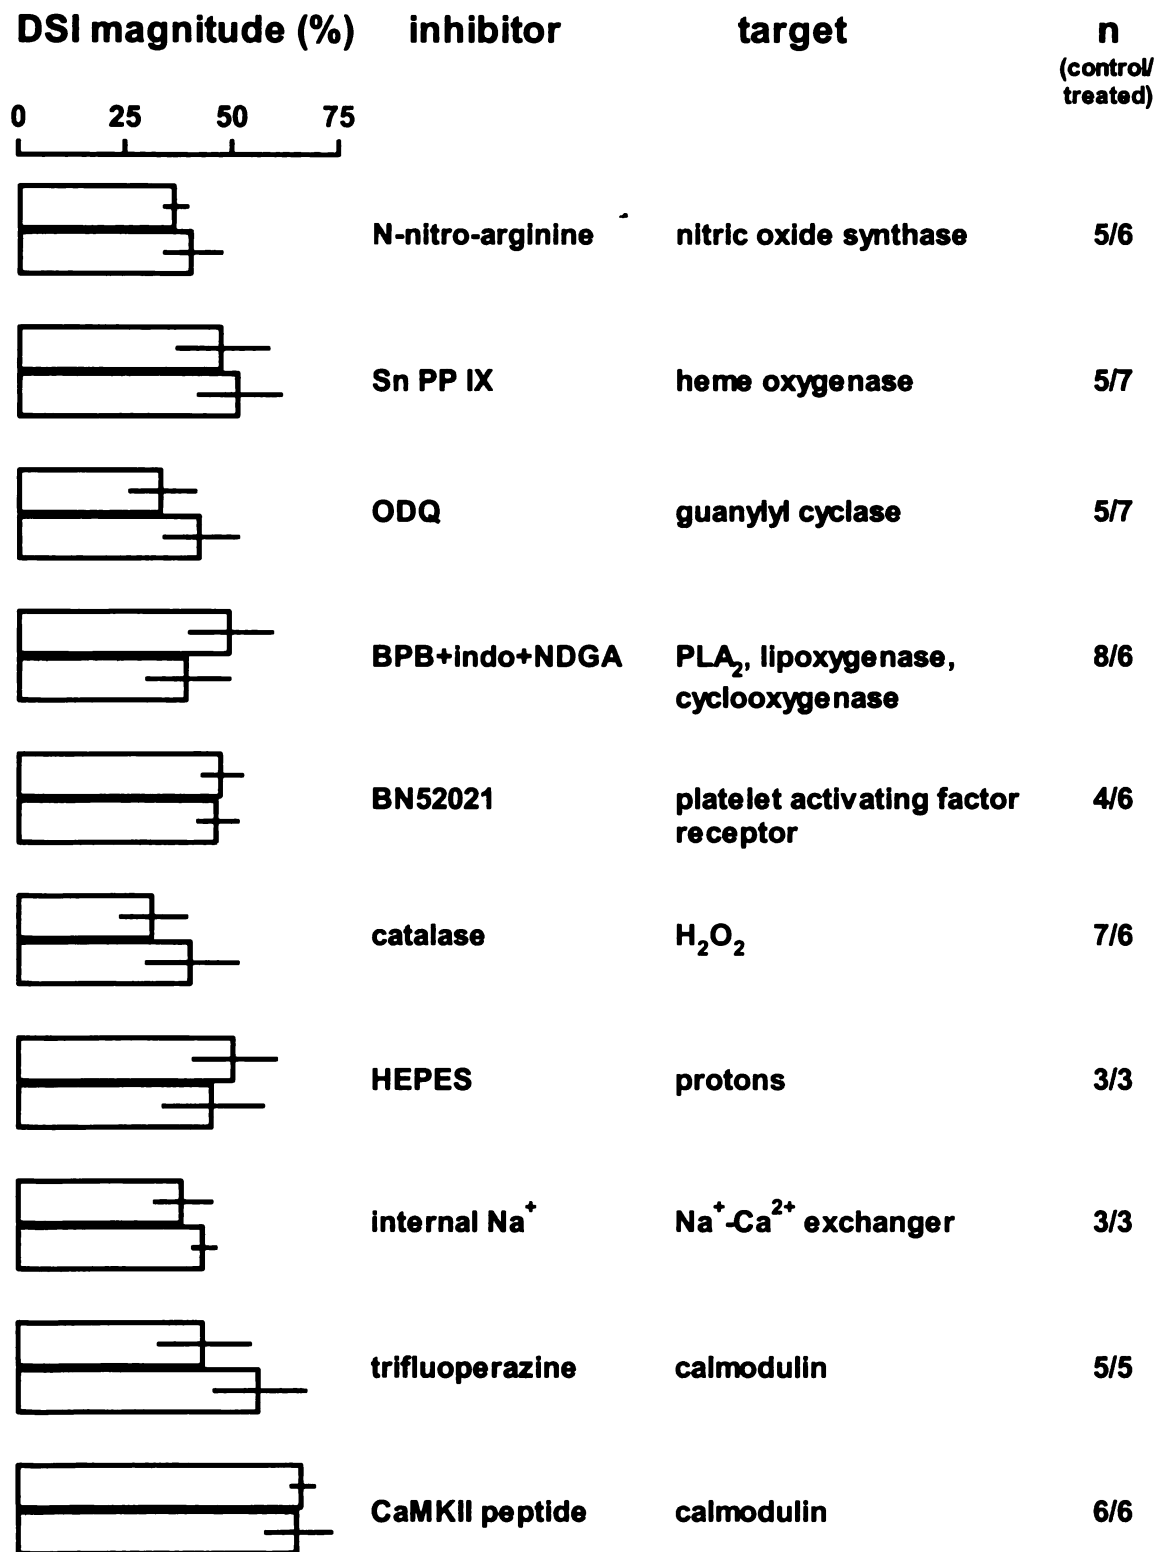 DSI magnitude (%) inhibitor target n
(control/
treated)
0 25 50 75
N-nitro-arginine nitric oxide synthase 5/6
Sn PP IX heme oxygenase 5/7
ODQ guanylyl cyclase 5/7
BPB+indo+NDGA PLA₂, lipoxygenase, 8/6
cyclooxygenase
BN52021 platelet activating factor 4/6
receptor
catalase H₂O₂ 7/6
HEPES protons 3/3
internal Na⁺ Na⁺-Ca²⁺ exchanger 3/3
trifluoperazine calmodulin 5/5
CaMKII peptide calmodulin 6/6